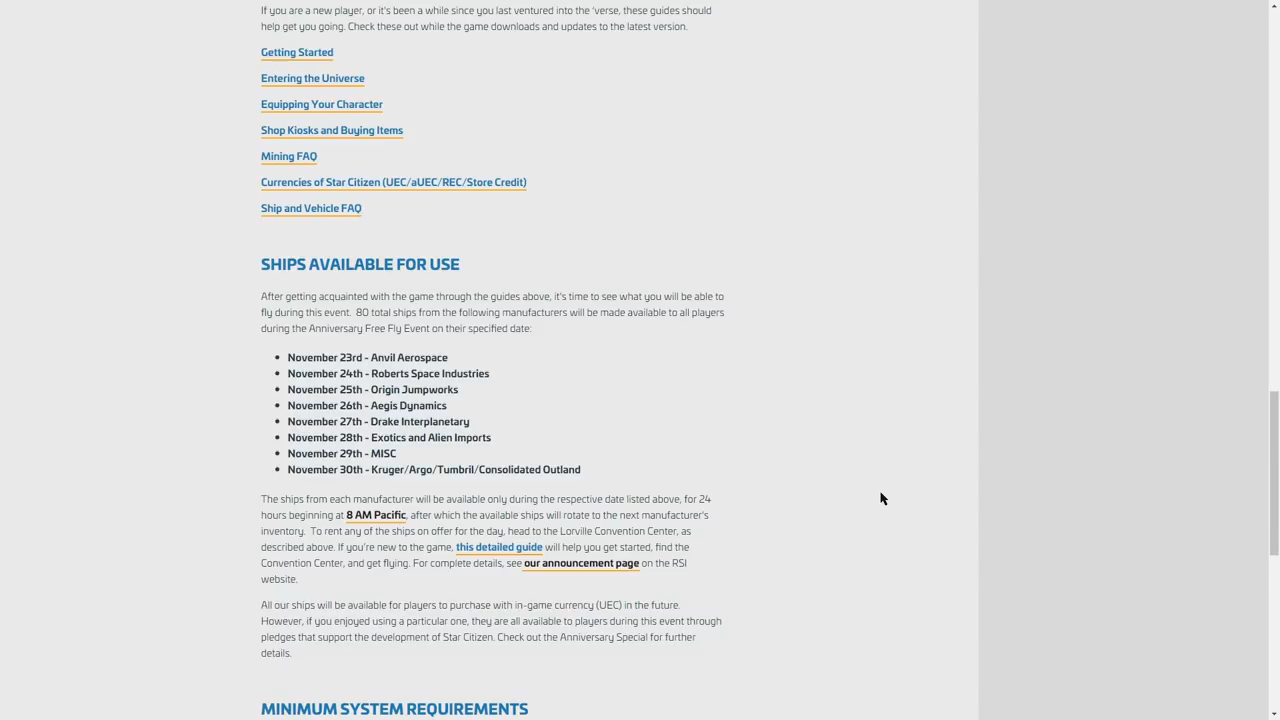 If you are a new player, or it's been a while since you last ventured into the 'verse, these guides should
help get you going. Check these out while the game downloads and updates to the latest version.
Getting Started
Entering the Universe
Equipping Your Character
Shop Kiosks and Buying Items
Mining FAQ
Currencies of Star Citizen (UEC/aUEC/REC/Store Credit)
Ship and Vehicle FAQ
SHIPS AVAILABLE FOR USE
After getting acquainted with the game through the guides above, it's time to see what you will be able to
fly during this event.  80 total ships from the following manufacturers will be made available to all players
during the Anniversary Free Fly Event on their specified date:
• November 23rd - Anvil Aerospace
• November 24th - Roberts Space Industries
• November 25th - Origin Jumpworks
• November 26th - Aegis Dynamics
• November 27th - Drake Interplanetary
• November 28th - Exotics and Alien Imports
• November 29th - MISC
• November 30th - Kruger/Argo/Tumbril/Consolidated Outland
The ships from each manufacturer will be available only during the respective date listed above, for 24
hours beginning at 8 AM Pacific, after which the available ships will rotate to the next manufacturer's
inventory.  To rent any of the ships on offer for the day, head to the Lorville Convention Center, as
described above. If you're new to the game, this detailed guide will help you get started, find the
Convention Center, and get flying. For complete details, see our announcement page on the RSI
website.
All our ships will be available for players to purchase with in-game currency (UEC) in the future.
However, if you enjoyed using a particular one, they are all available to players during this event through
pledges that support the development of Star Citizen. Check out the Anniversary Special for further
details.
MINIMUM SYSTEM REQUIREMENTS